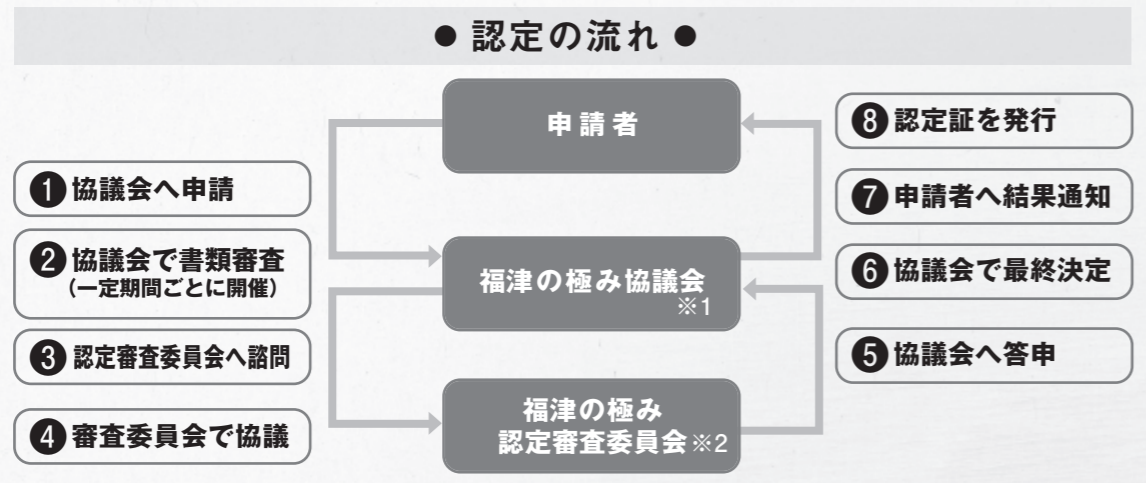 ● 認定の流れ ●
申請者
❶協議会へ申請
❷協議会で書類審査
(一定期間ごとに開催)
❸認定審査委員会へ諮問
❹審査委員会で協議
福津の極み協議会
※1
福津の極み
認定審査委員会※2
❽認定証を発行
❼申請者へ結果通知
❻協議会で最終決定
❺協議会へ答申